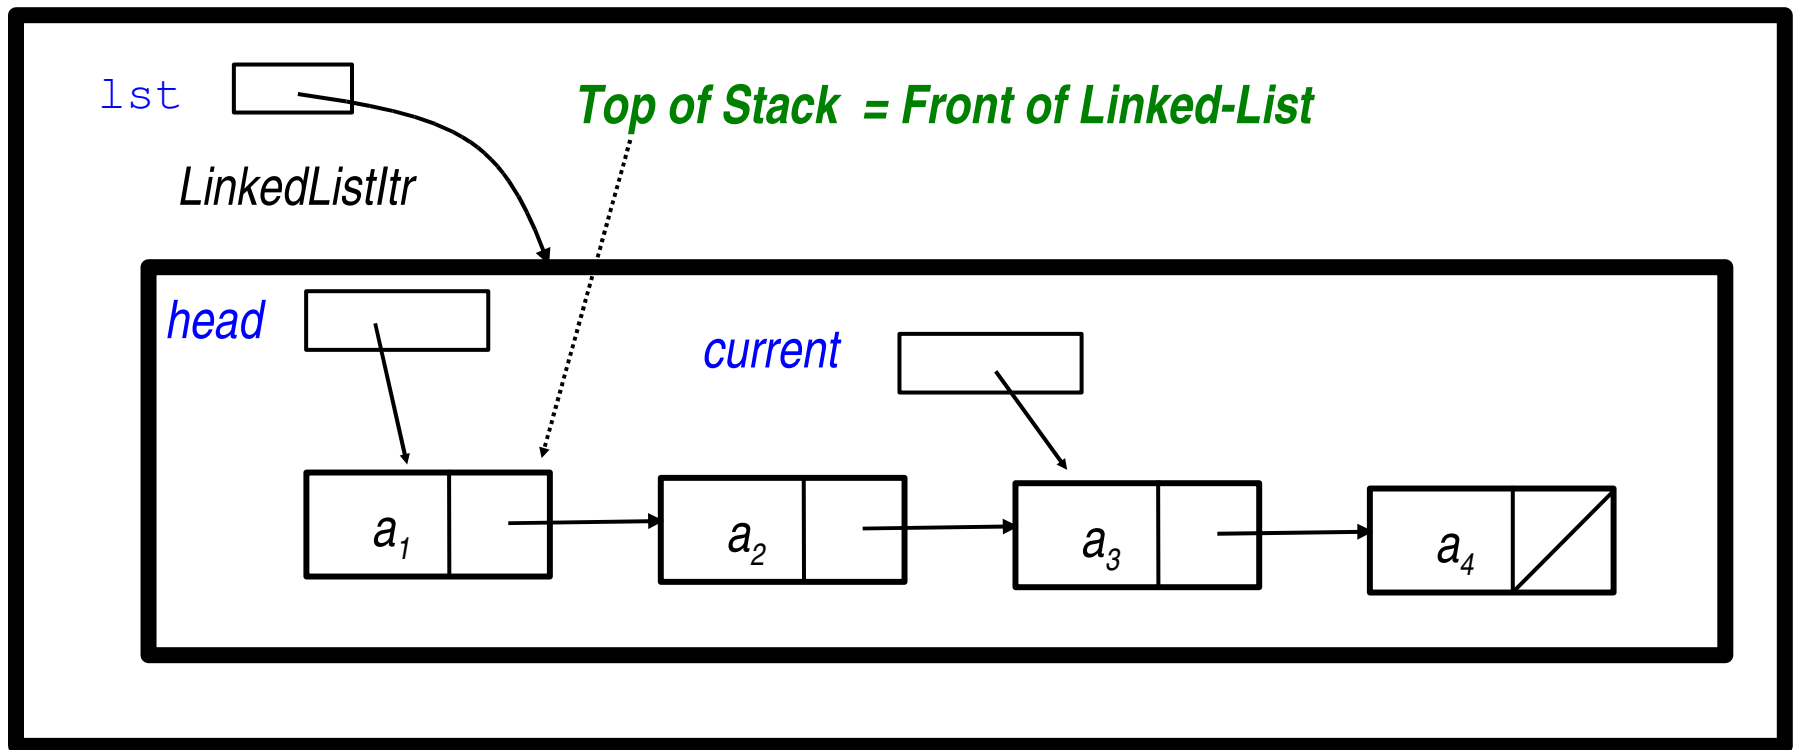 lst
Top of Stack = Front of Linked-List
LinkedListItr
head
current
a1
a2
a3
a4